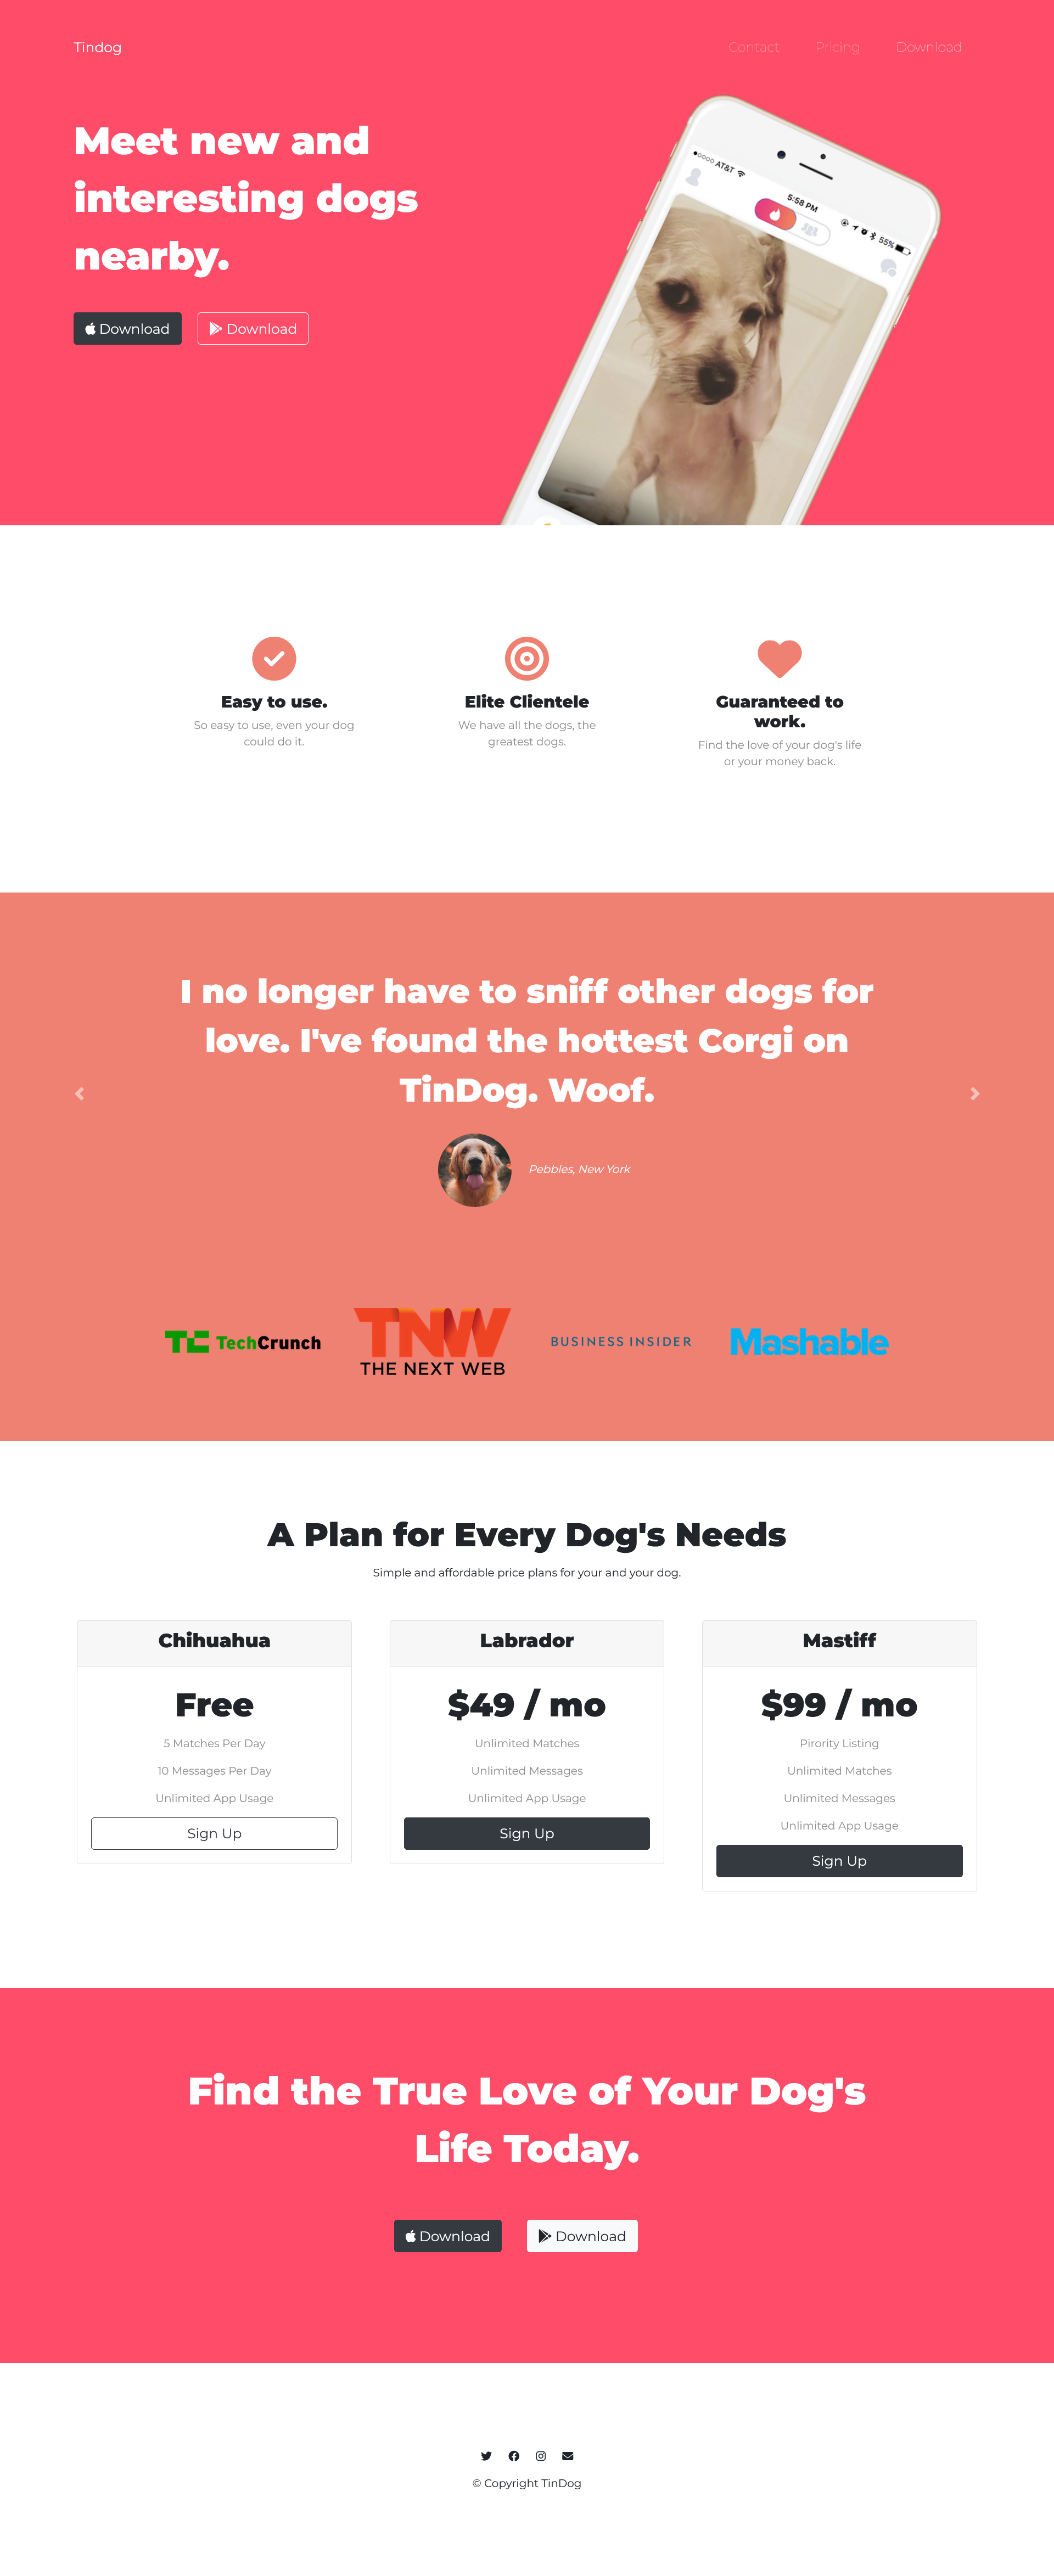 Tindog
Contact Pricing Download
Meet new and
interesting dogs
nearby.
Download Download
AT&T
5:58 PM
55%
Easy to use.
So easy to use, even your dog
could do it.
Elite Clientele
We have all the dogs, the
greatest dogs.
Guaranteed to
work.
Find the love of your dog's life
or your money back.
I no longer have to sniff other dogs for
love. I've found the hottest Corgi on
TinDog. Woof.
Pebbles, New York
TC TechCrunch
TNW
THE NEXT WEB
BUSINESS INSIDER
Mashable
A Plan for Every Dog's Needs
Simple and affordable price plans for your and your dog.
Chihuahua
Free
5 Matches Per Day
10 Messages Per Day
Unlimited App Usage
Sign Up
Labrador
$49 / mo
Unlimited Matches
Unlimited Messages
Unlimited App Usage
Sign Up
Mastiff
$99 / mo
Pirority Listing
Unlimited Matches
Unlimited Messages
Unlimited App Usage
Sign Up
Find the True Love of Your Dog's
Life Today.
Download Download
© Copyright TinDog